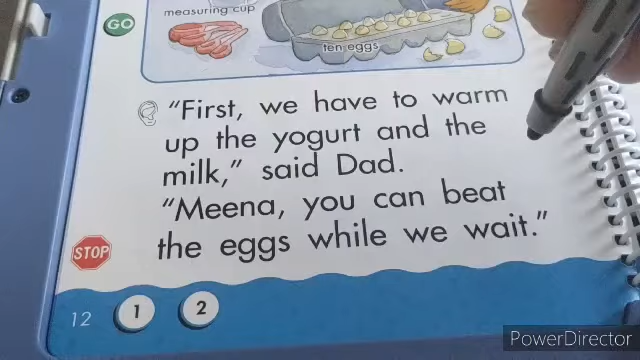 GO
measuring cup
ten eggs
"First, we have to warm
up the yogurt and the
milk," said Dad.
"Meena, you can beat
the eggs while we wait."
STOP
12
1
2
PowerDirector